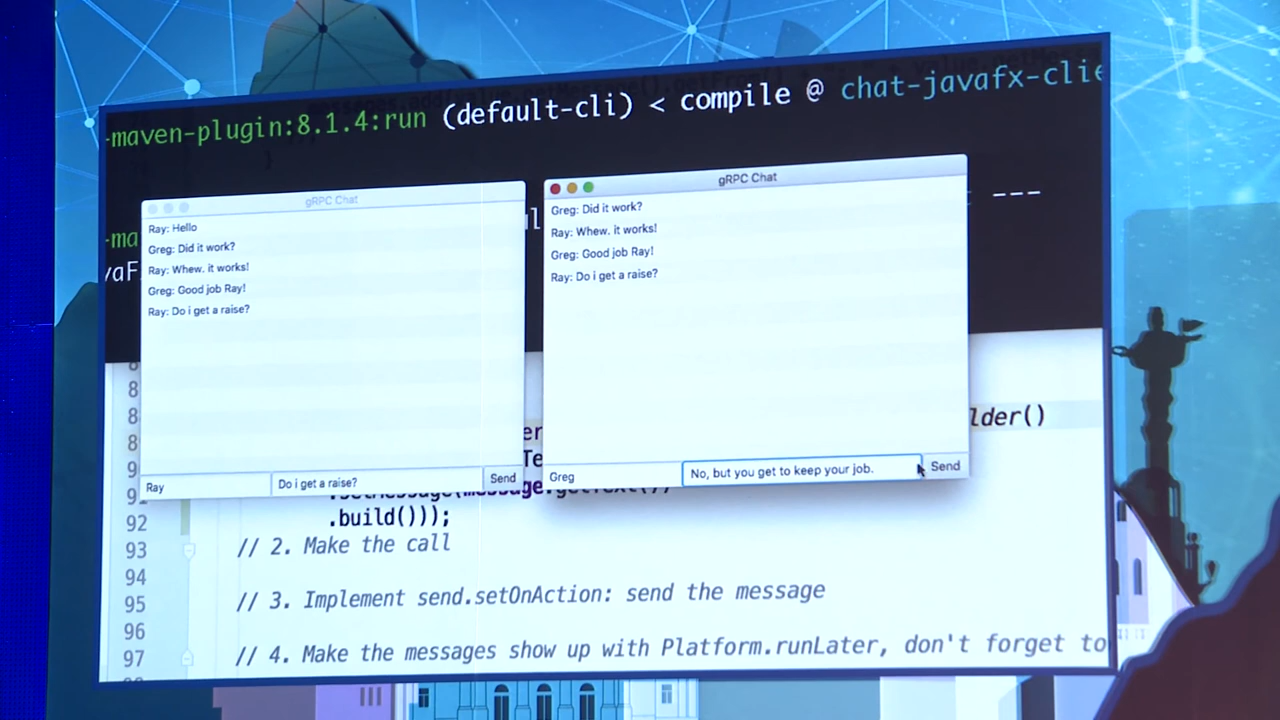 -maven-plugin:8.1.4:run (default-cli) < compile @ chat-javafx-clie
---
-ma
gRPC Chat
Ray: Hello
Greg: Did it work?
Ray: Whew. it works!
Greg: Good job Ray!
Ray: Do i get a raise?
Ray
Do i get a raise?
Send
gRPC Chat
Greg: Did it work?
Ray: Whew. it works!
Greg: Good job Ray!
Ray: Do i get a raise?
Greg
No, but you get to keep your job.
Send
lder()
.setMessage(message.getText())
92 .build()));
93 // 2. Make the call
94
95 // 3. Implement send.setOnAction: send the message
96
97 // 4. Make the messages show up with Platform.runLater, don't forget to